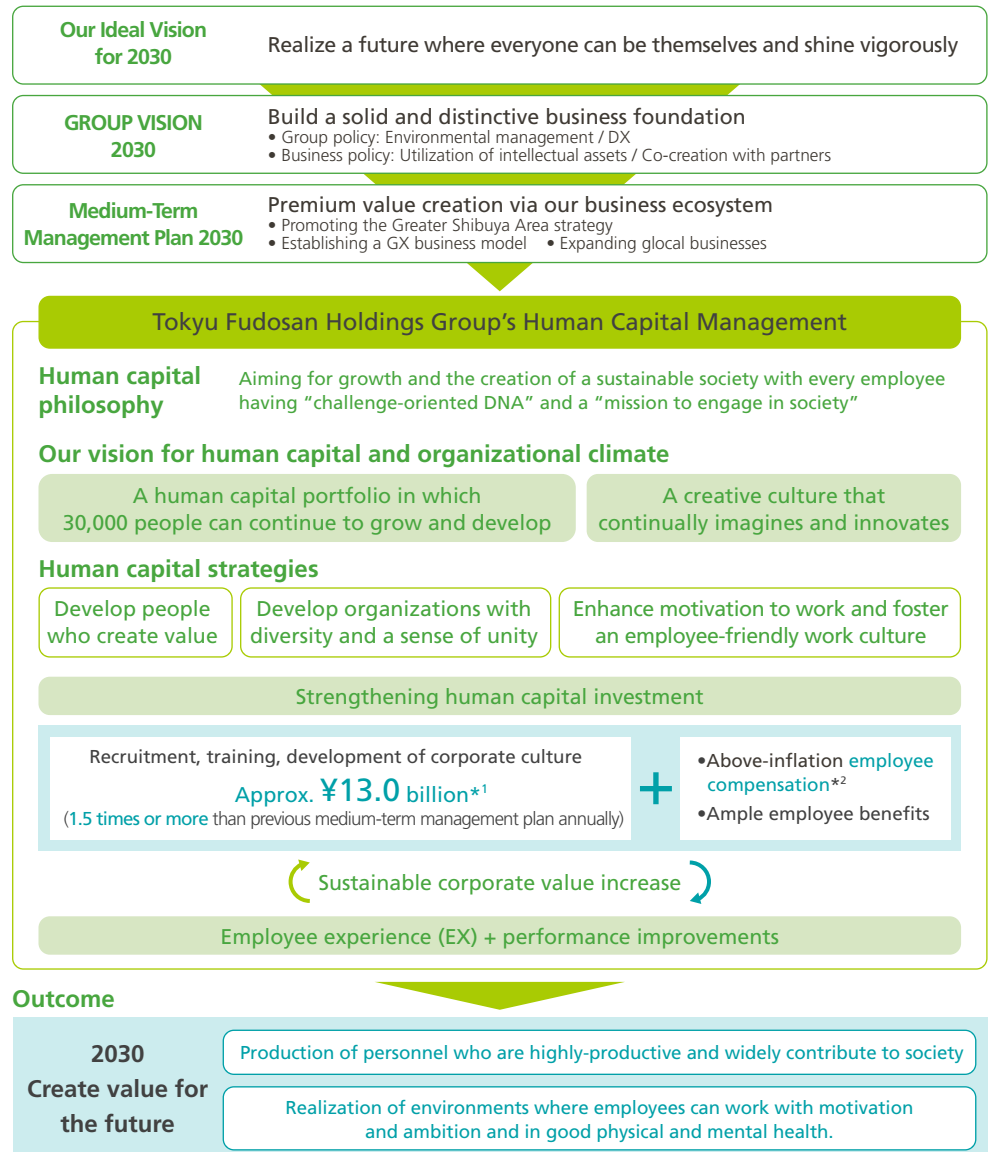 Our Ideal Vision
for 2030
Realize a future where everyone can be themselves and shine vigorously
GROUP VISION
2030
Build a solid and distinctive business foundation
• Group policy: Environmental management / DX
• Business policy: Utilization of intellectual assets / Co-creation with partners
Medium-Term
Management Plan 2030
Premium value creation via our business ecosystem
• Promoting the Greater Shibuya Area strategy
• Establishing a GX business model • Expanding glocal businesses
Tokyu Fudosan Holdings Group's Human Capital Management
Human capital
philosophy
Aiming for growth and the creation of a sustainable society with every employee
having “challenge-oriented DNA” and a “mission to engage in society”
Our vision for human capital and organizational climate
A human capital portfolio in which
30,000 people can continue to grow and develop
A creative culture that
continually imagines and innovates
Human capital strategies
Develop people
who create value
Develop organizations with
diversity and a sense of unity
Enhance motivation to work and foster
an employee-friendly work culture
Strengthening human capital investment
Recruitment, training, development of corporate culture
Approx. ¥13.0 billion*1
(1.5 times or more than previous medium-term management plan annually)
+
•Above-inflation employee
compensation*2
•Ample employee benefits
Sustainable corporate value increase
Employee experience (EX) + performance improvements
Outcome
2030
Create value for
the future
Production of personnel who are highly-productive and widely contribute to society
Realization of environments where employees can work with motivation
and ambition and in good physical and mental health.